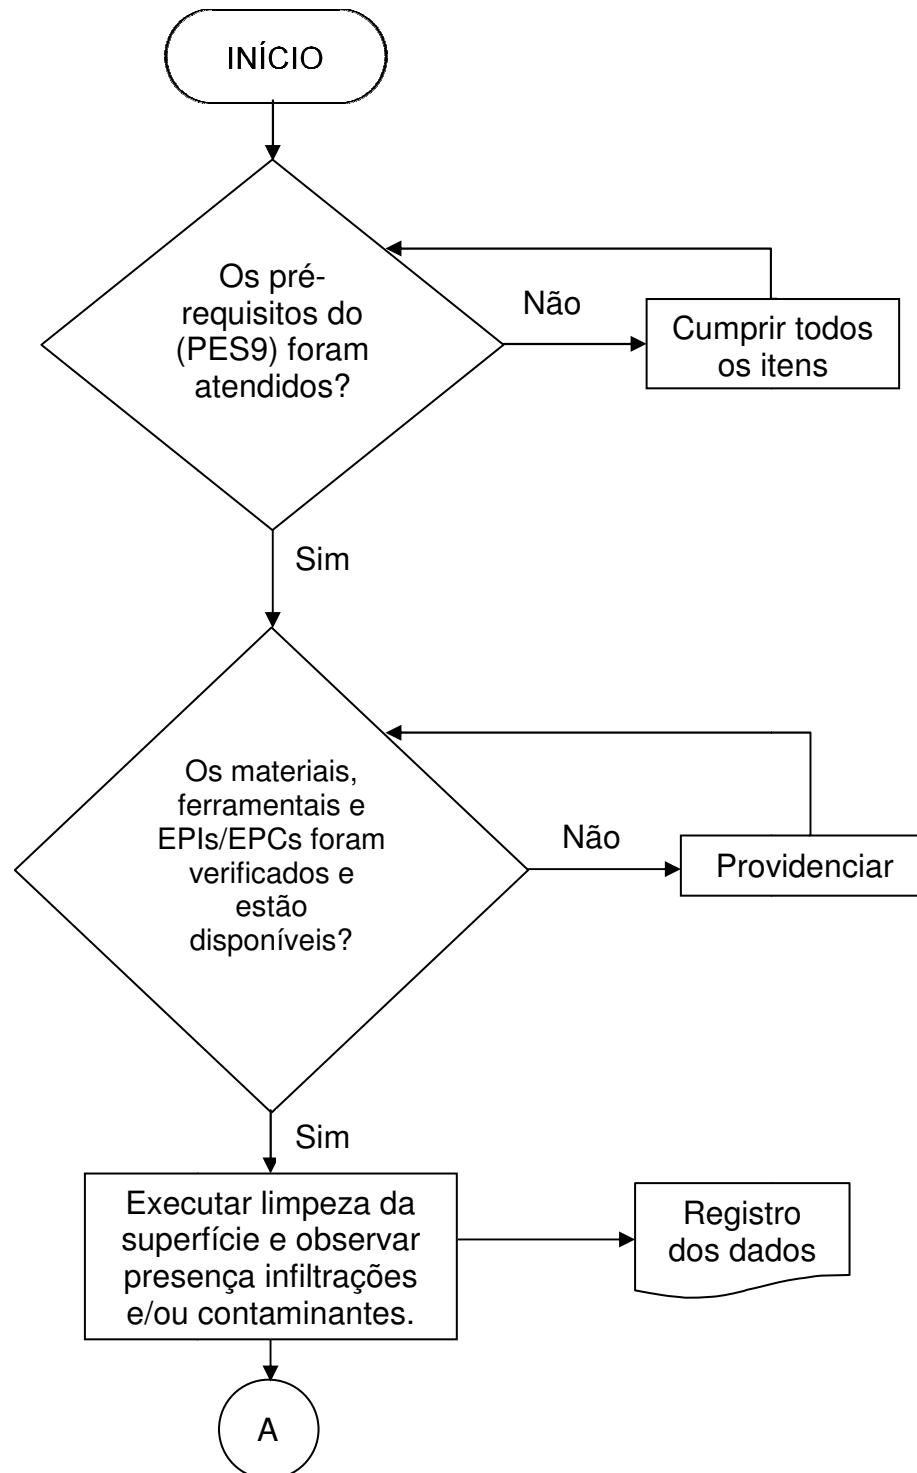 INÍCIO
Os pré-
requisitos do
(PES9) foram
atendidos?
Não
Cumprir todos
os itens
Sim
Os materiais,
ferramentais e
EPIs/EPCs foram
verificados e
estão
disponíveis?
Não
Providenciar
Sim
Executar limpeza da
superfície e observar
presença infiltrações
e/ou contaminantes.
Registro
dos dados
A